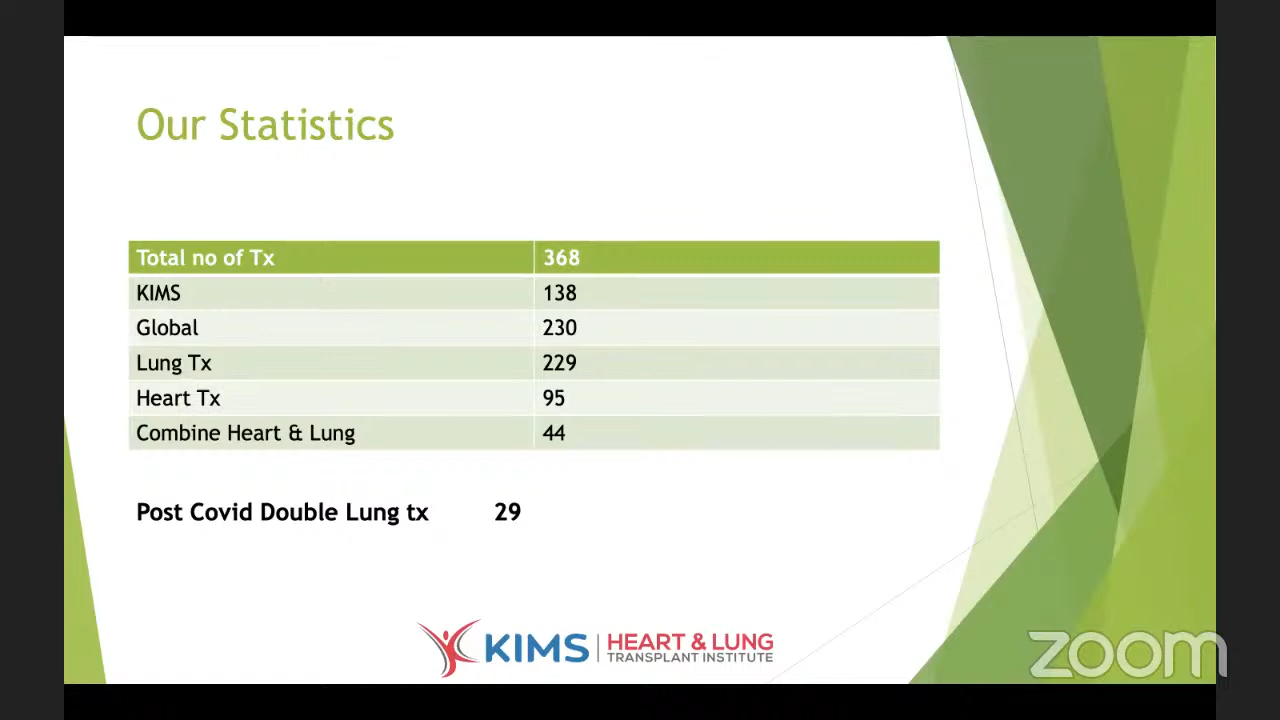 Our Statistics
Total no of Tx 368
KIMS 138
Global 230
Lung Tx 229
Heart Tx 95
Combine Heart & Lung 44
Post Covid Double Lung tx 29
KIMS HEART & LUNG
TRANSPLANT INSTITUTE
zoom